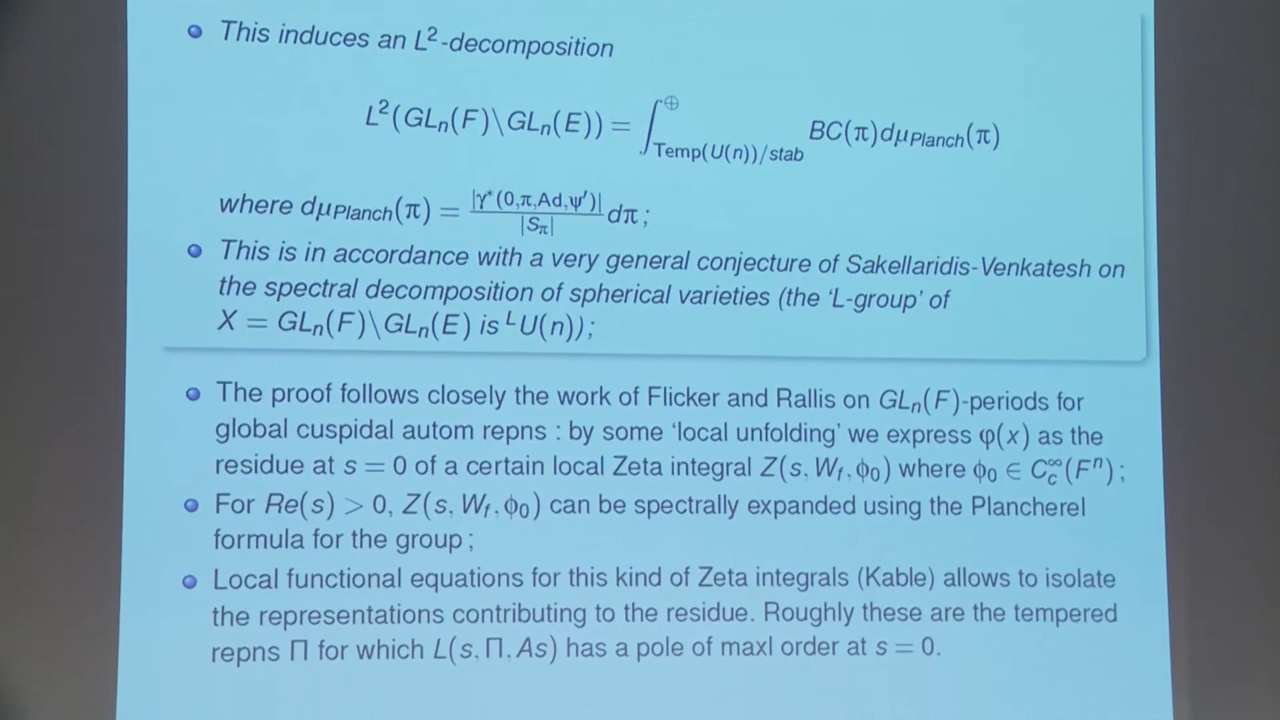 This induces an L²-decomposition
L²(GLₙ(F)\GLₙ(E)) = ∫^⊕_{Temp(U(n))/stab} BC(π)dμ_{Planch}(π)
where dμ_{Planch}(π) = |γ*(0,π,Ad,ψ′)| / |S_π| dπ ;
This is in accordance with a very general conjecture of Sakellaridis-Venkatesh on
the spectral decomposition of spherical varieties (the 'L-group' of
X = GLₙ(F)\GLₙ(E) is ᴸU(n));
The proof follows closely the work of Flicker and Rallis on GLₙ(F)-periods for
global cuspidal autom repns : by some 'local unfolding' we express φ(x) as the
residue at s = 0 of a certain local Zeta integral Z(s, W_f, ϕ₀) where ϕ₀ ∈ C_c^∞(Fⁿ) ;
For Re(s) > 0, Z(s, W_f, ϕ₀) can be spectrally expanded using the Plancherel
formula for the group ;
Local functional equations for this kind of Zeta integrals (Kable) allows to isolate
the representations contributing to the residue. Roughly these are the tempered
repns Π for which L(s, Π, As) has a pole of maxl order at s = 0.